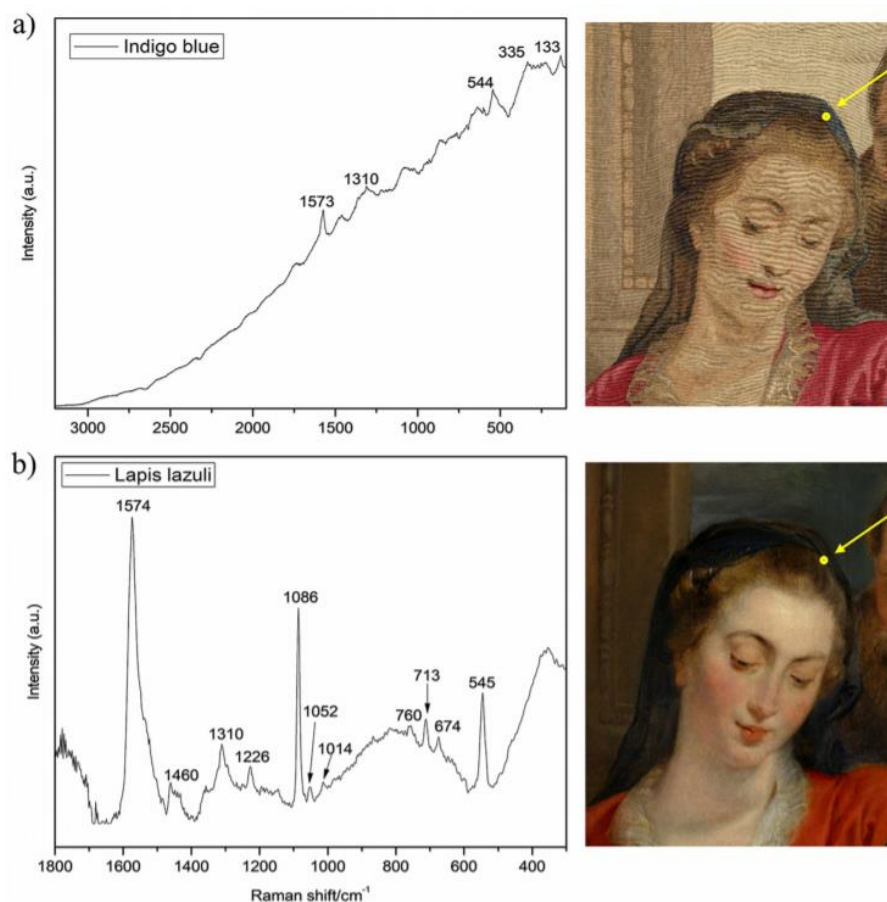 a)
Indigo blue
133
335
544
1310
1573
Intensity (a.u.)
3000 2500 2000 1500 1000 500
b)
Lapis lazuli
1574
1086
1052
713
545
1310
760
674
1460
1226
1014
Intensity (a.u.)
1800 1600 1400 1200 1000 800 600 400
Raman shift/cm-1